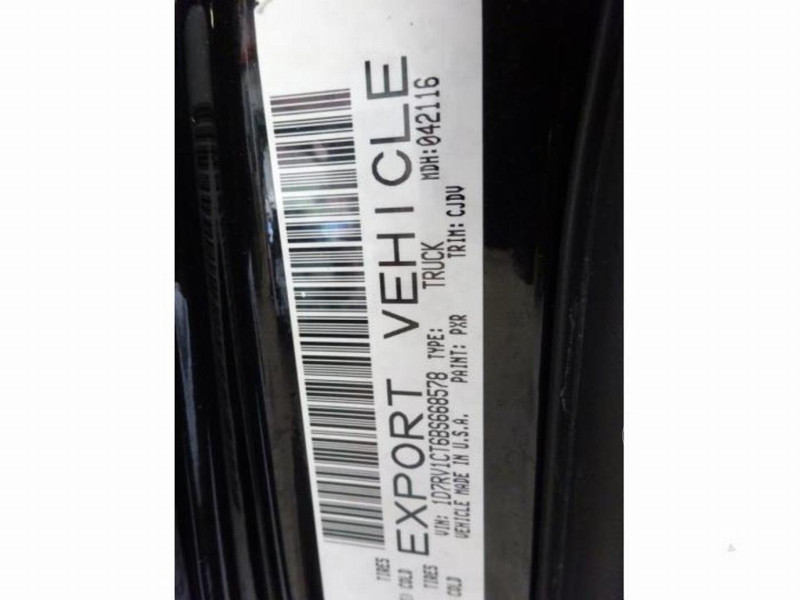 TIRES
COLD
EXPORT VEHICLE
TIRES VIN: 1D7RV1CT6BS668578 TYPE: TRUCK MDH:042116
COLD VEHICLE MADE IN U.S.A. PAINT: PXR TRIM: CJDV